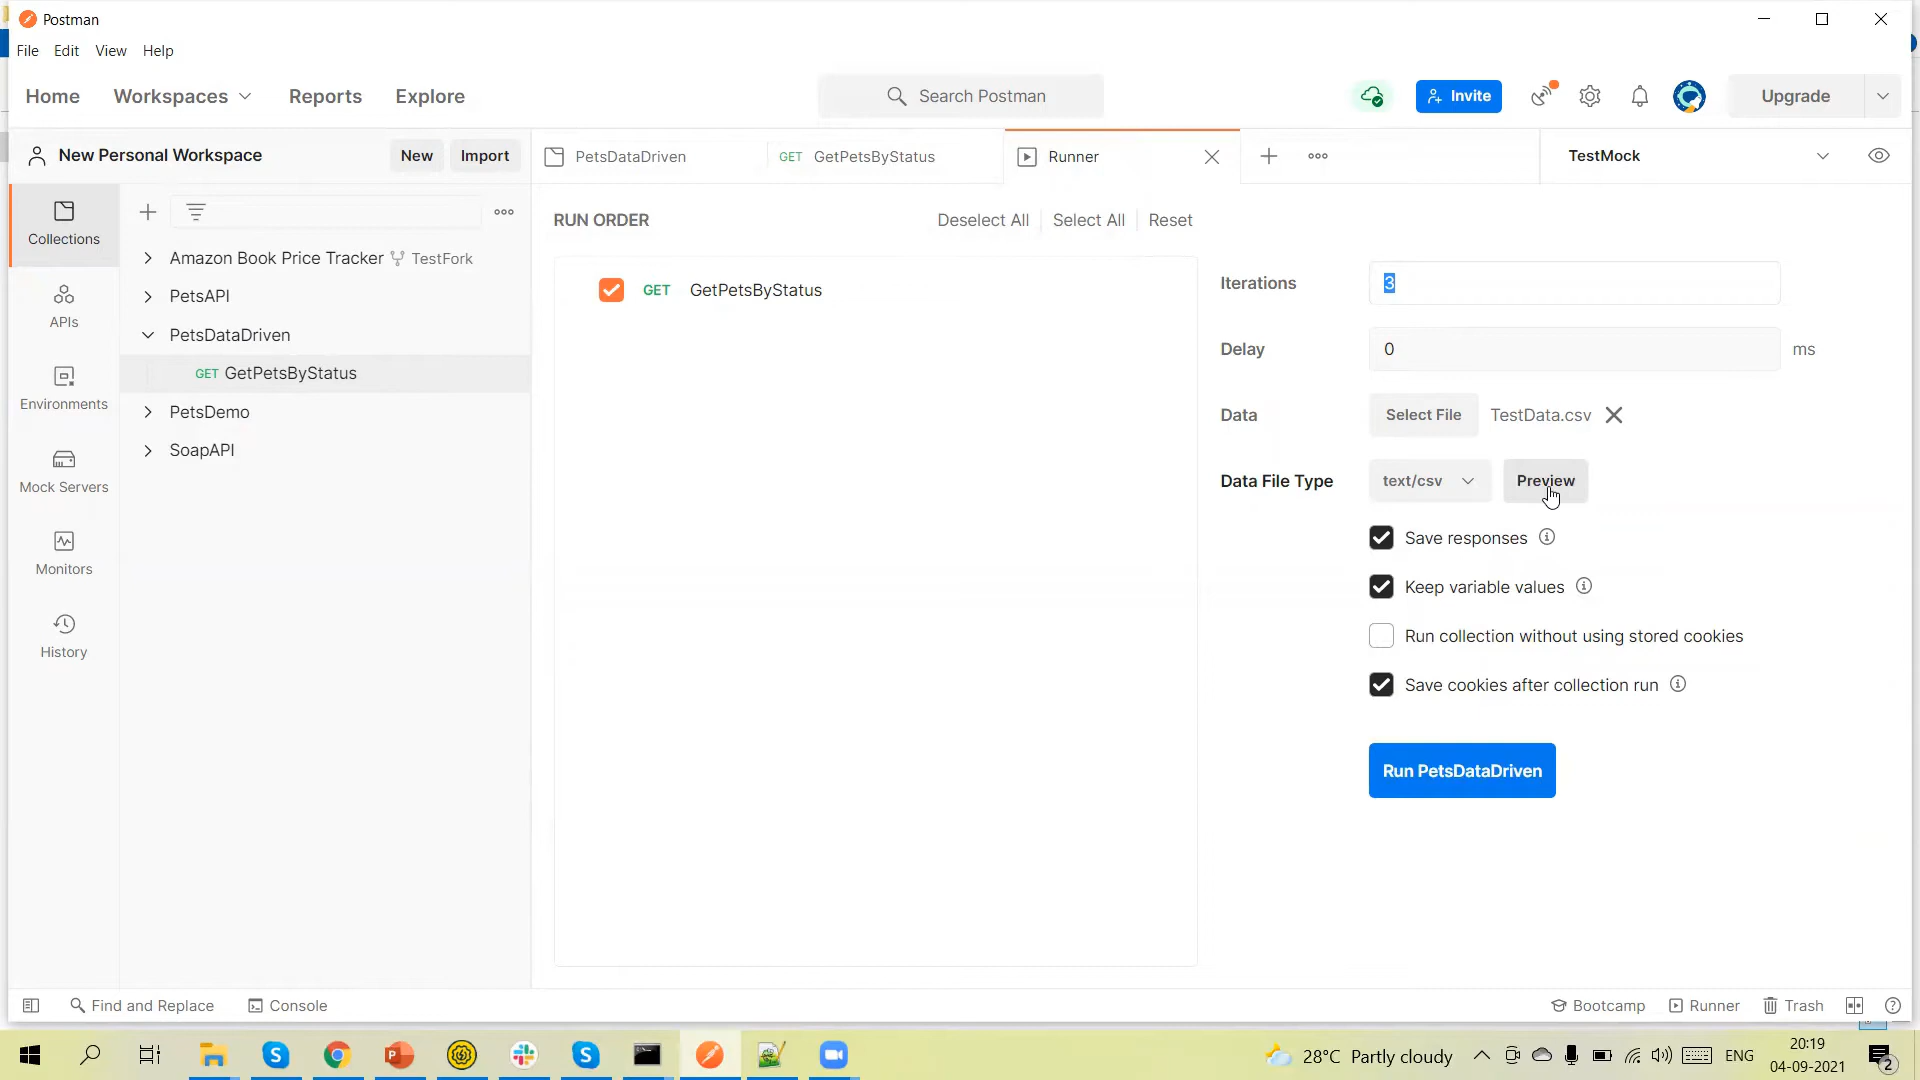 Postman
File Edit View Help
Home Workspaces Reports Explore Search Postman Invite Upgrade
New Personal Workspace New Import PetsDataDriven GET GetPetsByStatus Runner TestMock
Collections
APIs
Environments
Mock Servers
Monitors
History
Amazon Book Price Tracker TestFork
PetsAPI
PetsDataDriven
GET GetPetsByStatus
PetsDemo
SoapAPI
RUN ORDER Deselect All Select All Reset
GET GetPetsByStatus
Iterations 3
Delay 0 ms
Data Select File TestData.csv
Data File Type text/csv Preview
Save responses
Keep variable values
Run collection without using stored cookies
Save cookies after collection run
Run PetsDataDriven
Find and Replace Console Bootcamp Runner Trash
28°C Partly cloudy ENG 20:19
04-09-2021 2